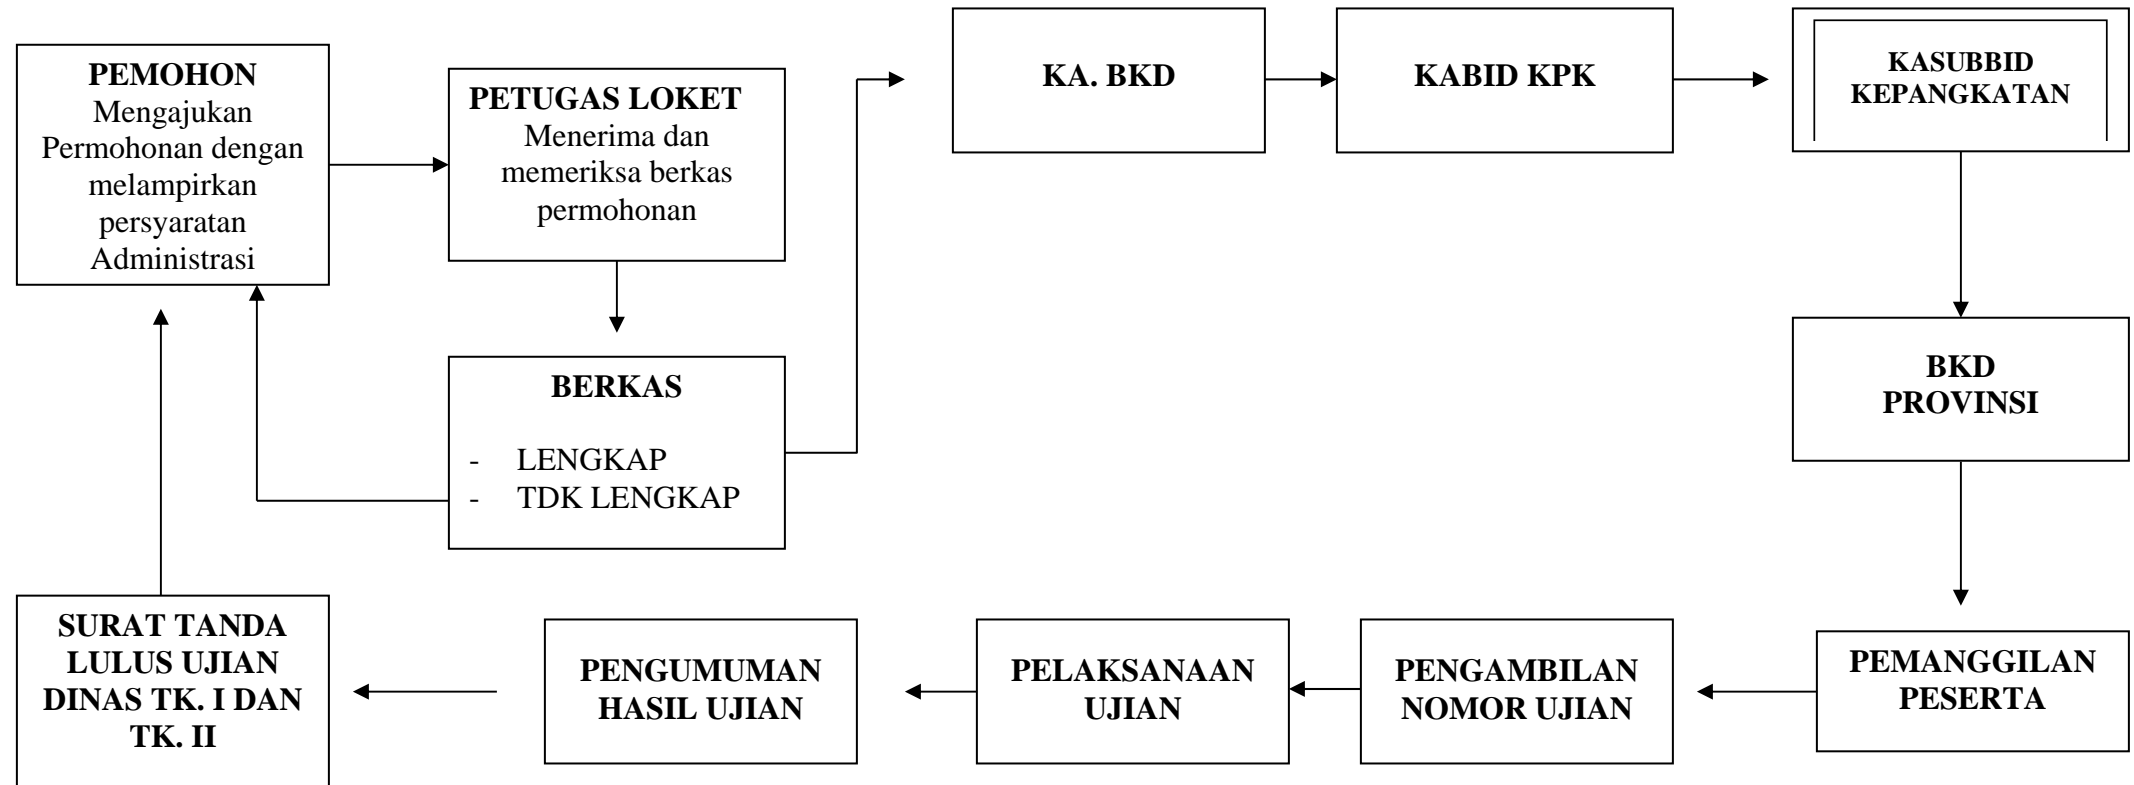 PEMOHON
Mengajukan
Permohonan dengan
melampirkan
persyaratan
Administrasi
PETUGAS LOKET
Menerima dan
memeriksa berkas
permohonan
BERKAS
- LENGKAP
- TDK LENGKAP
KA. BKD
KABID KPK
KASUBBID
KEPANGKATAN
BKD
PROVINSI
PEMANGGILAN
PESERTA
PENGAMBILAN
NOMOR UJIAN
PELAKSANAAN
UJIAN
PENGUMUMAN
HASIL UJIAN
SURAT TANDA
LULUS UJIAN
DINAS TK. I DAN
TK. II